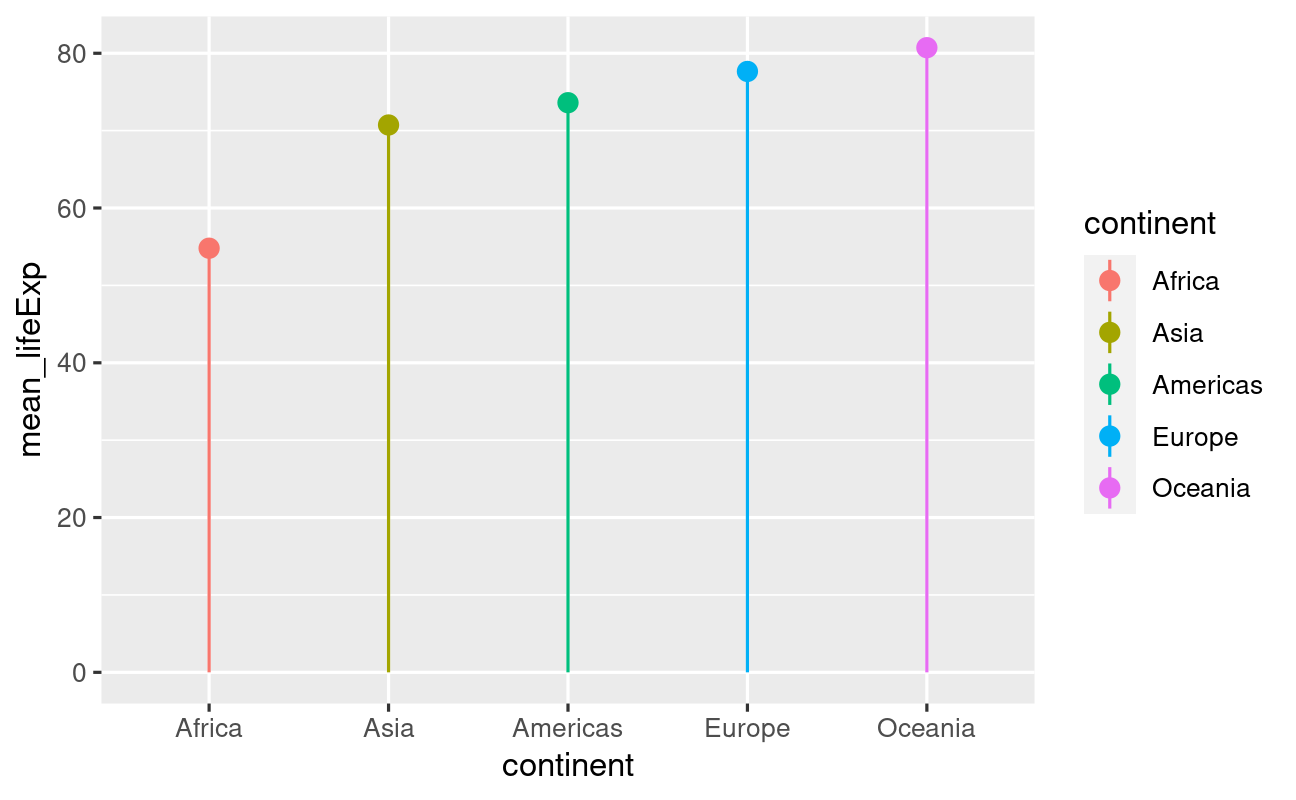 80
60
40
20
0
mean_lifeExp
Africa Asia Americas Europe Oceania
continent
continent
Africa
Asia
Americas
Europe
Oceania